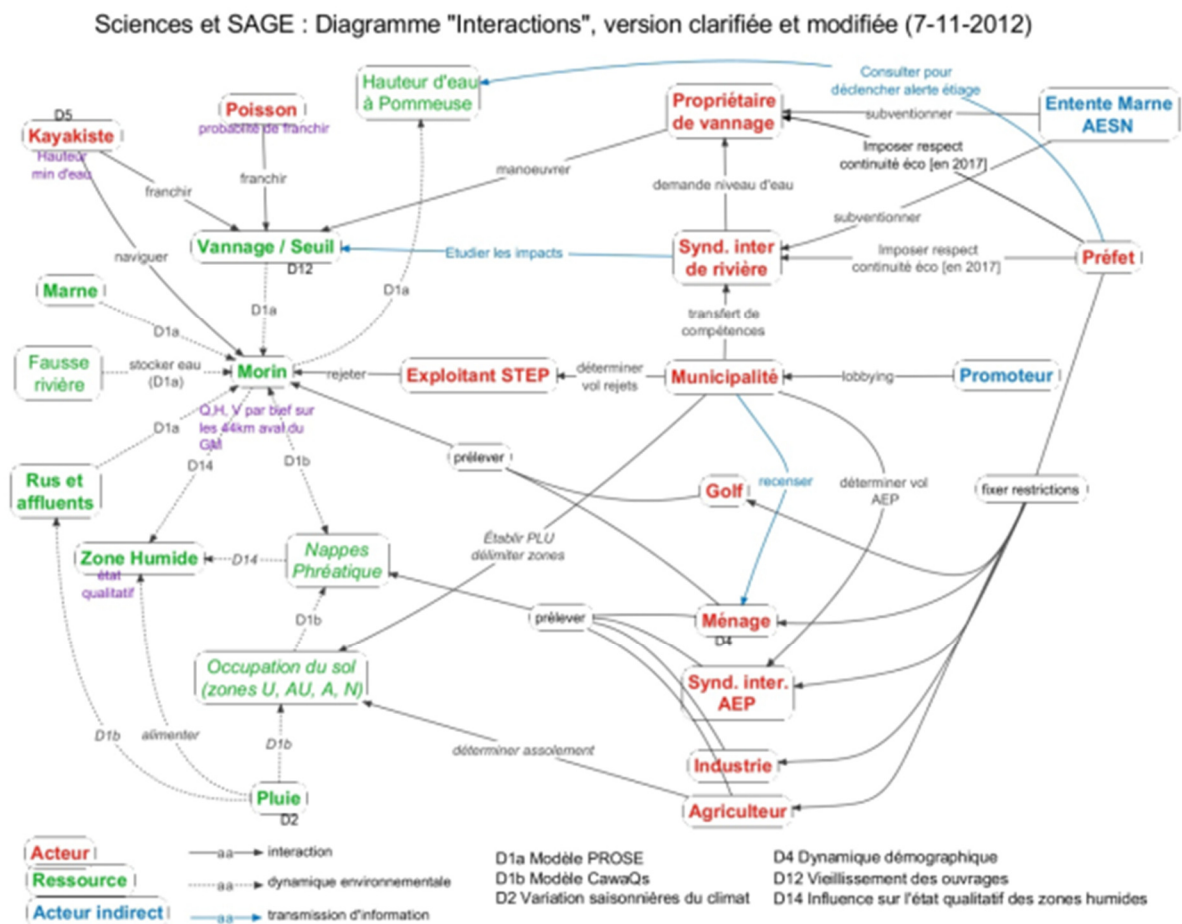 Sciences et SAGE : Diagramme "Interactions", version clarifiée et modifiée (7-11-2012)
Hauteur d'eau
à Pommeuse
Consulter pour
déclencher alerte étiage
D5
Kayakiste
Hauteur
min d'eau
Poisson
probabilité de franchir
Propriétaire
de vannage
subventionner
Entente Marne
AESN
Imposer respect
continuité éco [en 2017]
manoeuvrer
franchir
franchir
demande niveau d'eau
subventionner
naviguer
Vannage / Seuil
D12
Etudier les impacts
Synd. inter
de rivière
Imposer respect
continuité éco [en 2017]
Préfet
Marne
D1a
D1a
D1a
transfert de
compétences
Fausse
rivière
stocker eau
(D1a)
Morin
rejeter
Exploitant STEP
déterminer
vol rejets
Municipalité
lobbying
Promoteur
Q,H, V par bief sur
les 44km aval du
GM
D1a
D14
D1b
prélever
Rus et
affluents
Golf
recenser
déterminer vol
AEP
fixer restrictions
Établir PLU
délimiter zones
Zone Humide
état
qualitatif
D14
Nappes
Phréatique
D1b
prélever
Ménage
D4
Occupation du sol
(zones U, AU, A, N)
Synd. inter.
AEP
D1b
alimenter
D1b
déterminer assolement
Industrie
Pluie
D2
Agriculteur
Acteur
Ressource
Acteur indirect
aa
interaction
aa
dynamique environnementale
aa
transmission d'information
D1a Modèle PROSE
D1b Modèle CawaQs
D2 Variation saisonnières du climat
D4 Dynamique démographique
D12 Vieillissement des ouvrages
D14 Influence sur l'état qualitatif des zones humides